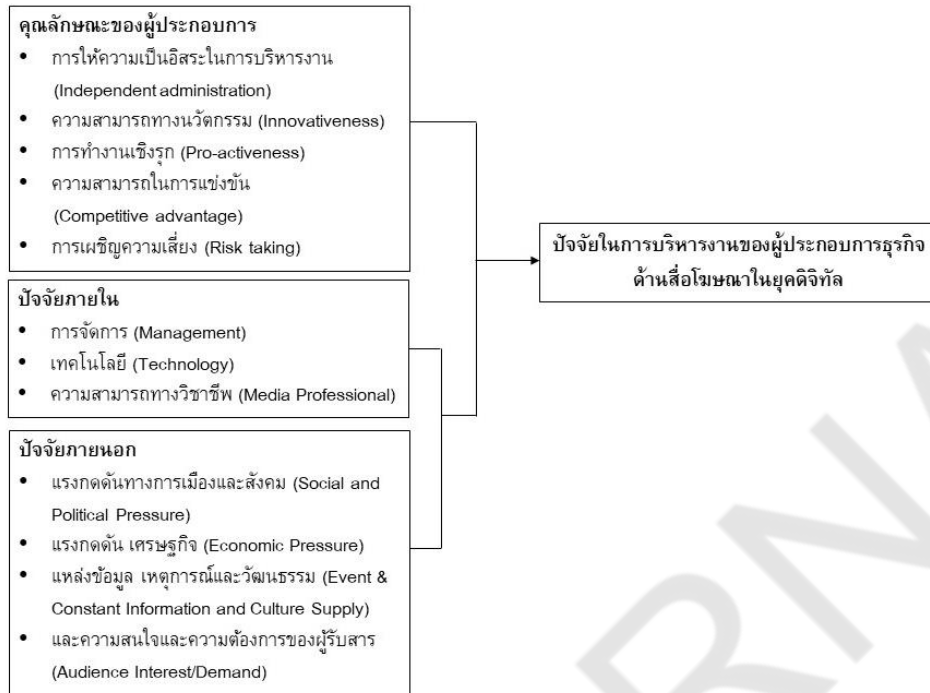 คุณลักษณะของผู้ประกอบการ
• การให้ความเป็นอิสระในการบริหารงาน
(Independent administration)
• ความสามารถทางนวัตกรรม (Innovativeness)
• การทำงานเชิงรุก (Pro-activeness)
• ความสามารถในการแข่งขัน
(Competitive advantage)
• การเผชิญความเสี่ยง (Risk taking)
ปัจจัยภายใน
• การจัดการ (Management)
• เทคโนโลยี (Technology)
• ความสามารถทางวิชาชีพ (Media Professional)
ปัจจัยภายนอก
• แรงกดดันทางการเมืองและสังคม (Social and
Political Pressure)
• แรงกดดัน เศรษฐกิจ (Economic Pressure)
• แหล่งข้อมูล เหตุการณ์และวัฒนธรรม (Event &
Constant Information and Culture Supply)
• และความสนใจและความต้องการของผู้รับสาร
(Audience Interest/Demand)
ปัจจัยในการบริหารงานของผู้ประกอบการธุรกิจ
ด้านสื่อโฆษณาในยุคดิจิทัล
RNA